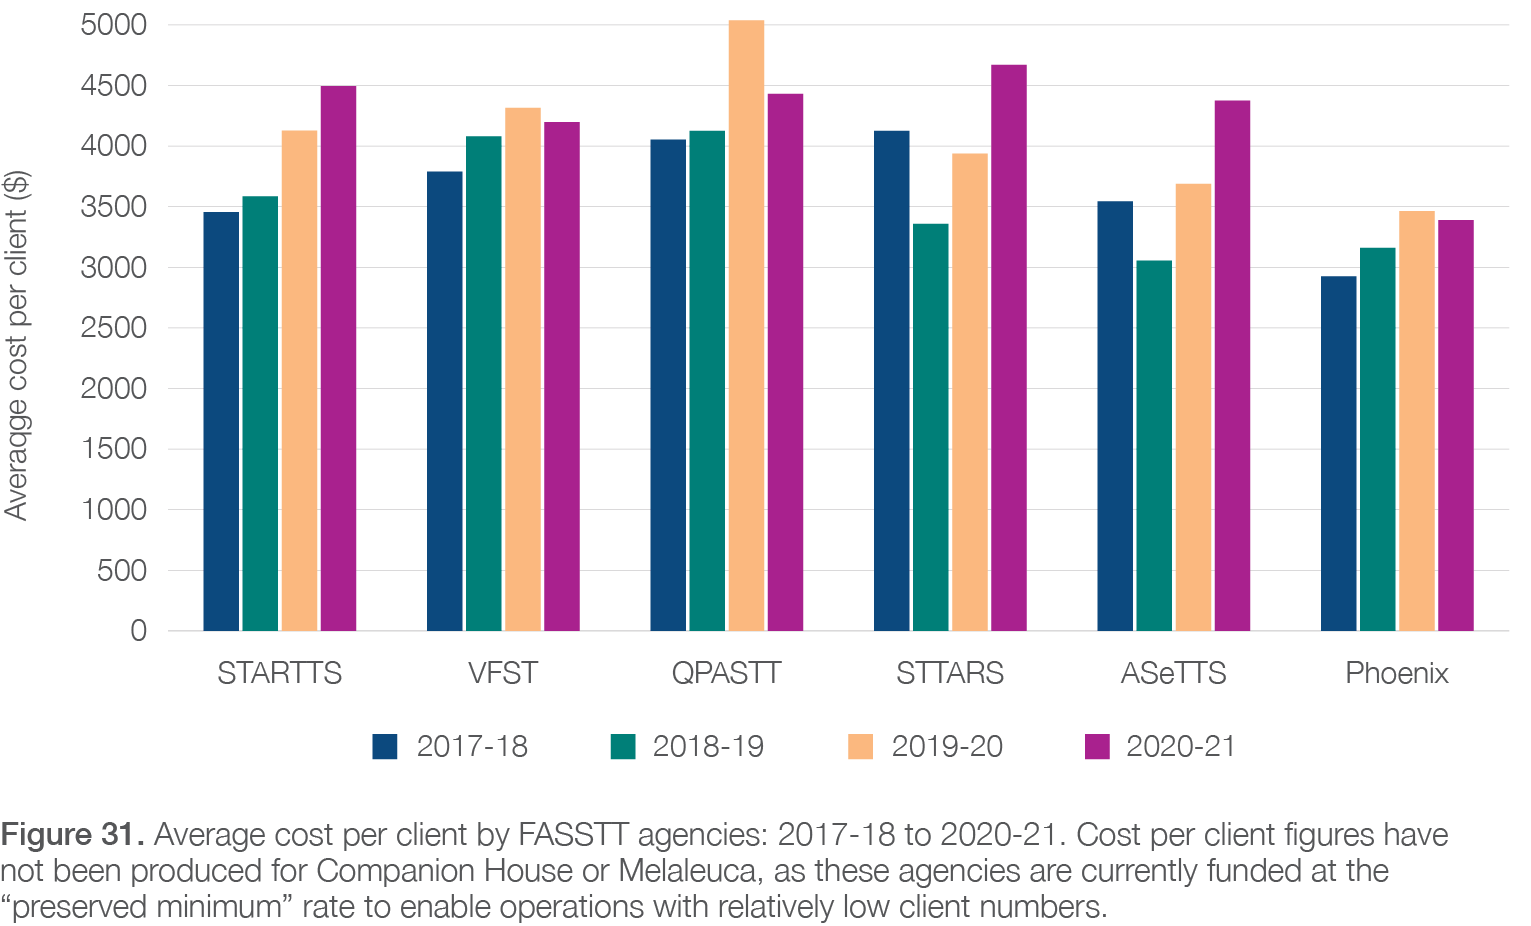 5000
4500
4000
3500
3000
2500
2000
1500
1000
500
0
Averaqge cost per client ($)
STARTTS VFST QPASTT STTARS ASeTTS Phoenix
2017-18 2018-19 2019-20 2020-21
Figure 31. Average cost per client by FASSTT agencies: 2017-18 to 2020-21. Cost per client figures have
not been produced for Companion House or Melaleuca, as these agencies are currently funded at the
“preserved minimum” rate to enable operations with relatively low client numbers.